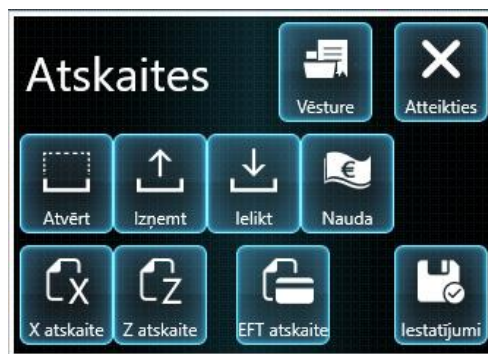 Atskaites
Vēsture
Atteikties
Atvērt
Izņemt
Ielikt
€
Nauda
X
Z
X atskaite
Z atskaite
EFT atskaite
Iestatījumi